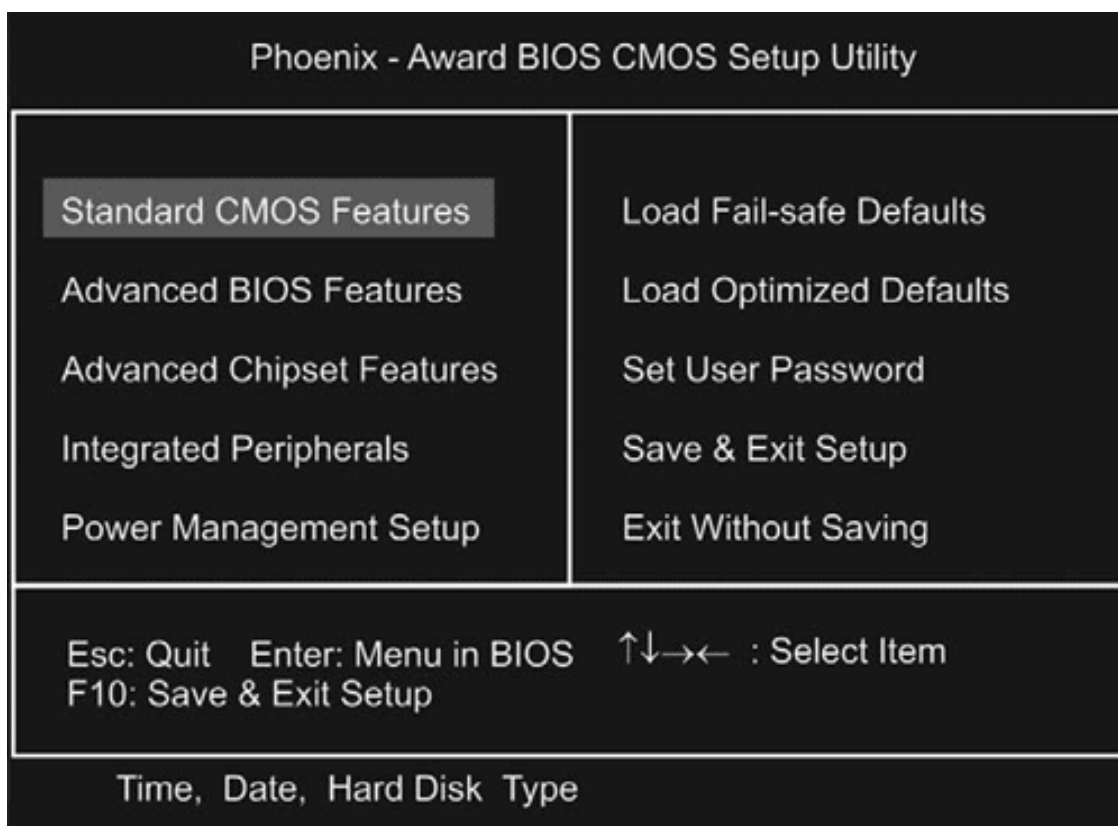 Phoenix - Award BIOS CMOS Setup Utility
Standard CMOS Features
Advanced BIOS Features
Advanced Chipset Features
Integrated Peripherals
Power Management Setup
Load Fail-safe Defaults
Load Optimized Defaults
Set User Password
Save & Exit Setup
Exit Without Saving
Esc: Quit Enter: Menu in BIOS ↑↓→← : Select Item
F10: Save & Exit Setup
Time, Date, Hard Disk Type